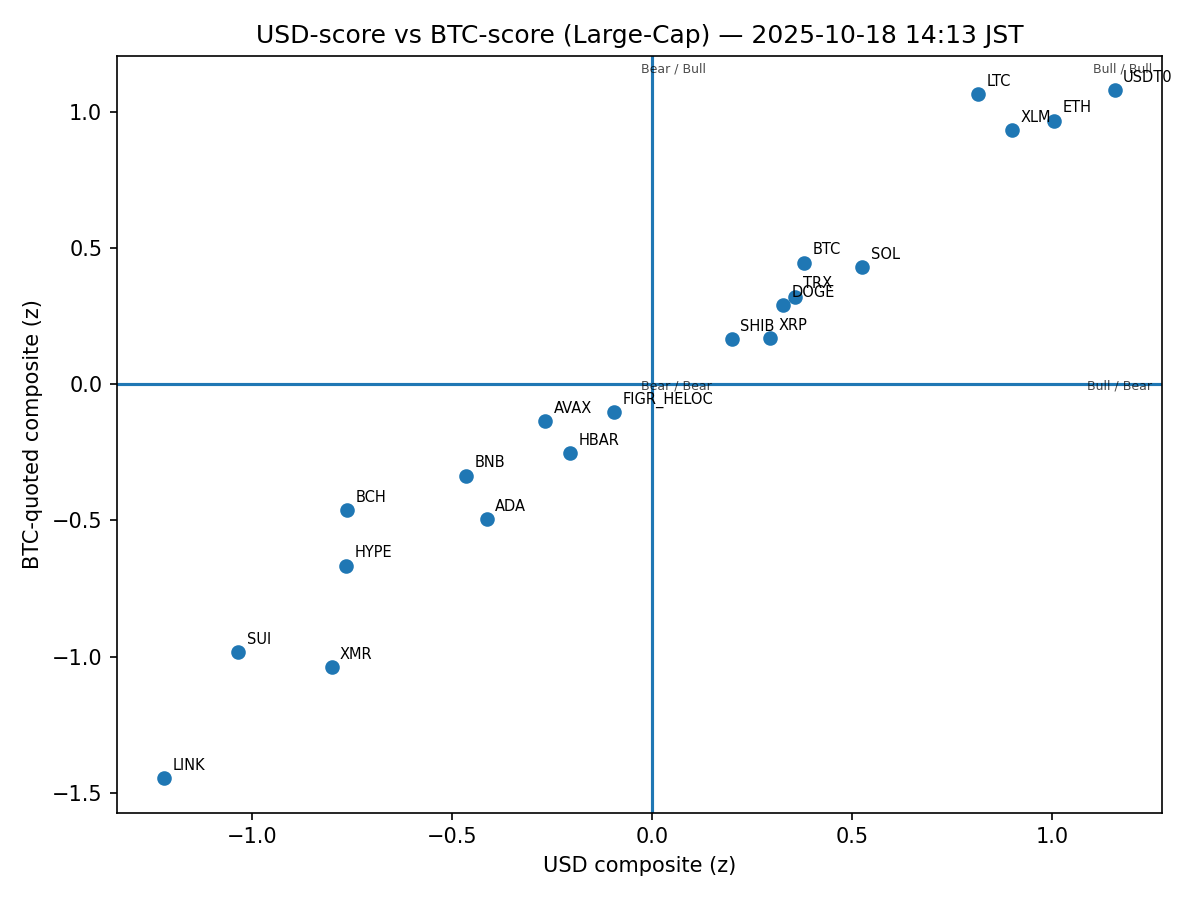 USD-score vs BTC-score (Large-Cap) — 2025-10-18 14:13 JST
Bear / Bull
Bull / Bull
USDT0
LTC
ETH
XLM
1.0
0.5
BTC
SOL
TRX
DOGE
SHIB
XRP
0.0
Bear / Bear
Bull / Bear
FIGR_HELOC
AVAX
HBAR
BNB
BCH
ADA
−0.5
HYPE
SUI
XMR
−1.0
LINK
−1.5
BTC-quoted composite (z)
−1.0
−0.5
0.0
0.5
1.0
USD composite (z)